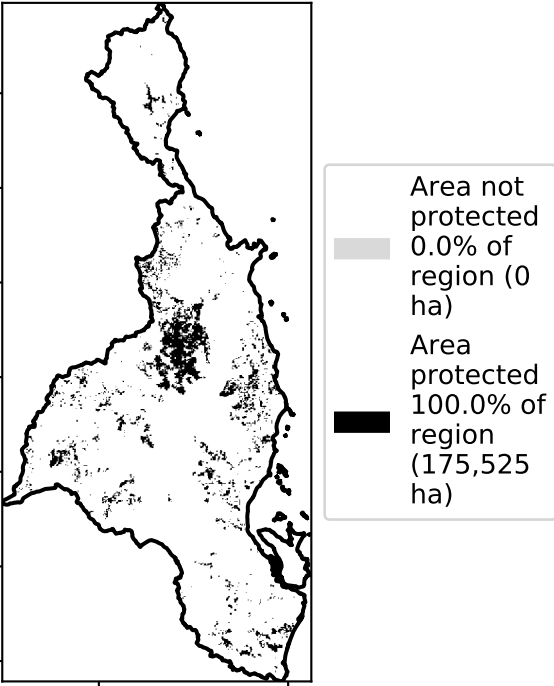 Area not
protected
0.0% of
region (0
ha)
Area
protected
100.0% of
region
(175,525
ha)